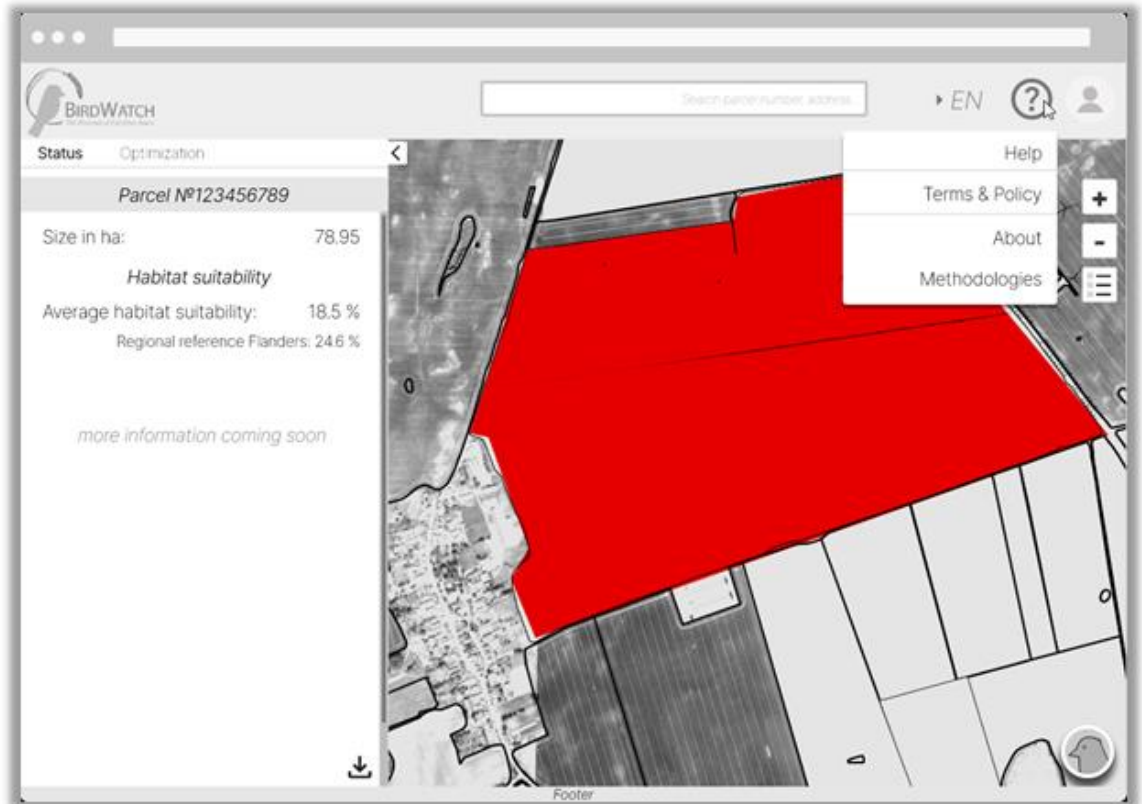 BIRDWATCH
Search parcel number, address
EN
?
Help
Terms & Policy
About
Methodologies
Status Optimization
Parcel №123456789
Size in ha: 78,95
Habitat suitability
Average habitat suitability: 18.5 %
Regional reference Flanders: 24.6 %
more information coming soon
+
-
Footer